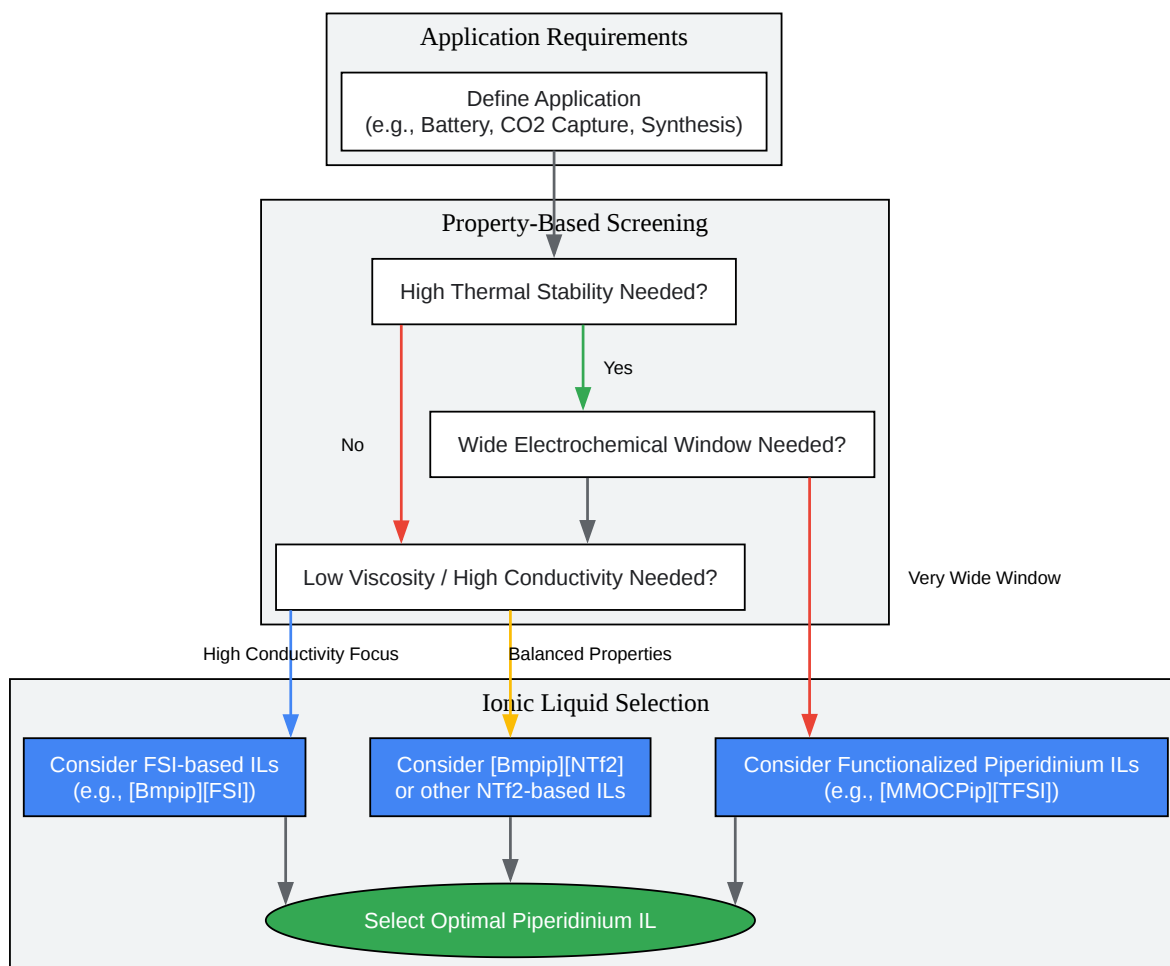 Application Requirements
Define Application
(e.g., Battery, CO2 Capture, Synthesis)
Property-Based Screening
High Thermal Stability Needed?
Yes
No
Wide Electrochemical Window Needed?
Low Viscosity / High Conductivity Needed?
Very Wide Window
High Conductivity Focus
Balanced Properties
Ionic Liquid Selection
Consider FSI-based ILs
(e.g., [Bmpip][FSI])
Consider [Bmpip][NTf2]
or other NTf2-based ILs
Consider Functionalized Piperidinium ILs
(e.g., [MMOCPip][TFSI])
Select Optimal Piperidinium IL